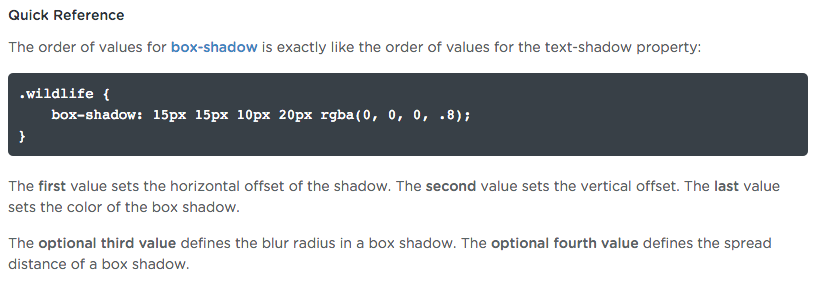 Quick Reference
The order of values for box-shadow is exactly like the order of values for the text-shadow property:
.wildlife {
    box-shadow: 15px 15px 10px 20px rgba(0, 0, 0, .8);
}
The first value sets the horizontal offset of the shadow. The second value sets the vertical offset. The last value
sets the color of the box shadow.
The optional third value defines the blur radius in a box shadow. The optional fourth value defines the spread
distance of a box shadow.